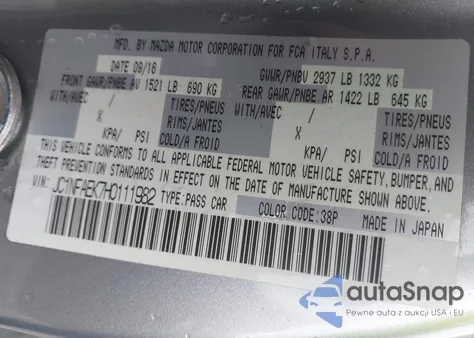 MFD. BY MAZDA MOTOR CORPORATION FOR FCA ITALY S.P.A.
DATE 09/16 GVWR/PNBV 2937 LB 1332 KG
FRONT GAWR/PNBE AV 1521 LB 690 KG REAR GAWR/PNBE AR 1422 LB 645 KG
WITH/AVEC / TIRES/PNEUS WITH/AVEC / TIRES/PNEUS
X RIMS/JANTES X RIMS/JANTES
/ KPA/ PSI COLD/A FROID / KPA/ PSI COLD/A FROID
THIS VEHICLE CONFORMS TO ALL APPLICABLE FEDERAL MOTOR VEHICLE SAFETY, BUMPER, AND
THEFT PREVENTION STANDARDS IN EFFECT ON THE DATE OF MANUFACTURE SHOWN ABOVE.
VIN: JC1NFAEK7H0111982 TYPE:PASS CAR COLOR CODE:38P MADE IN JAPAN
autoSnap
Pewne auta z aukcji USA - EU